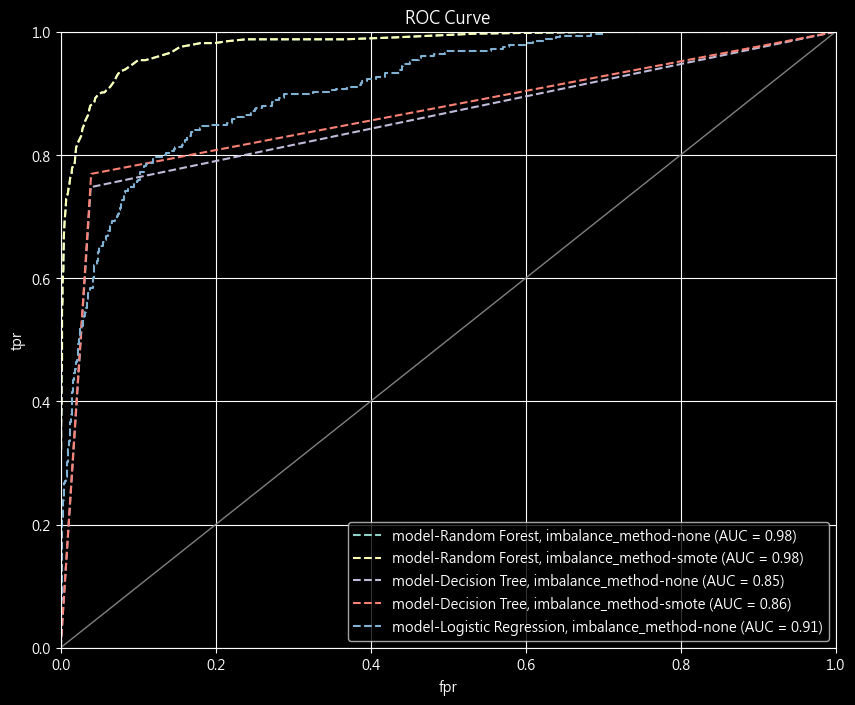 ROC Curve
1.0
0.8
0.6
0.4
0.2
0.0
tpr
0.0 0.2 0.4 0.6 0.8 1.0
fpr
model-Random Forest, imbalance_method-none (AUC = 0.98)
model-Random Forest, imbalance_method-smote (AUC = 0.98)
model-Decision Tree, imbalance_method-none (AUC = 0.85)
model-Decision Tree, imbalance_method-smote (AUC = 0.86)
model-Logistic Regression, imbalance_method-none (AUC = 0.91)